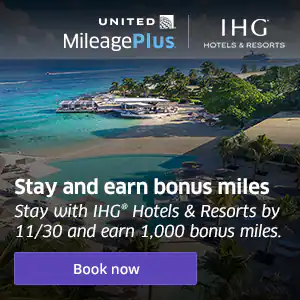 UNITED
MileagePlus
IHG
HOTELS & RESORTS
Stay and earn bonus miles
Stay with IHG® Hotels & Resorts by
11/30 and earn 1,000 bonus miles.
Book now